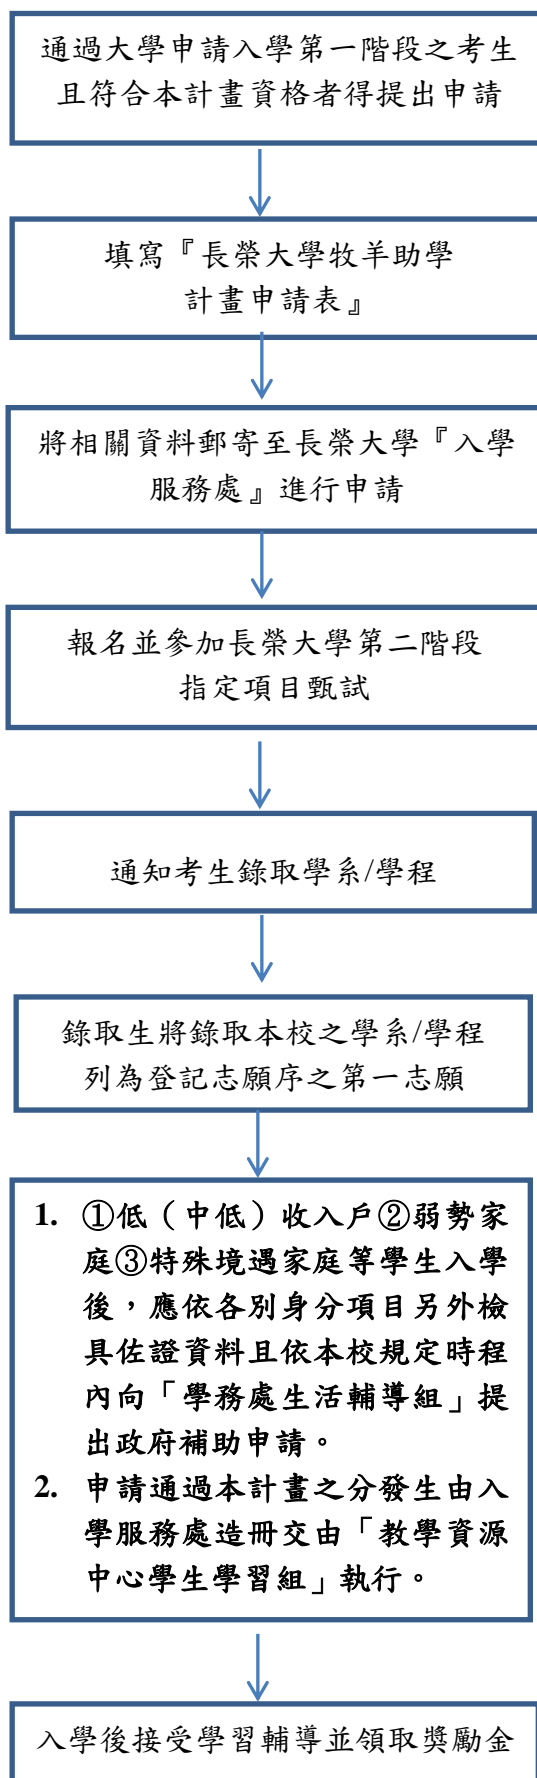 通過大學申請入學第一階段之考生
且符合本計畫資格者得提出申請
填寫『長榮大學牧羊助學
計畫申請表』
將相關資料郵寄至長榮大學『入學
服務處』進行申請
報名並參加長榮大學第二階段
指定項目甄試
通知考生錄取學系/學程
錄取生將錄取本校之學系/學程
列為登記志願序之第一志願
1. ①低（中低）收入戶②弱勢家
庭③特殊境遇家庭等學生入學
後，應依各別身分項目另外檢
具佐證資料且依本校規定時程
內向「學務處生活輔導組」提
出政府補助申請。
2. 申請通過本計畫之分發生由入
學服務處造冊交由「教學資源
中心學生學習組」執行。
入學後接受學習輔導並領取獎勵金